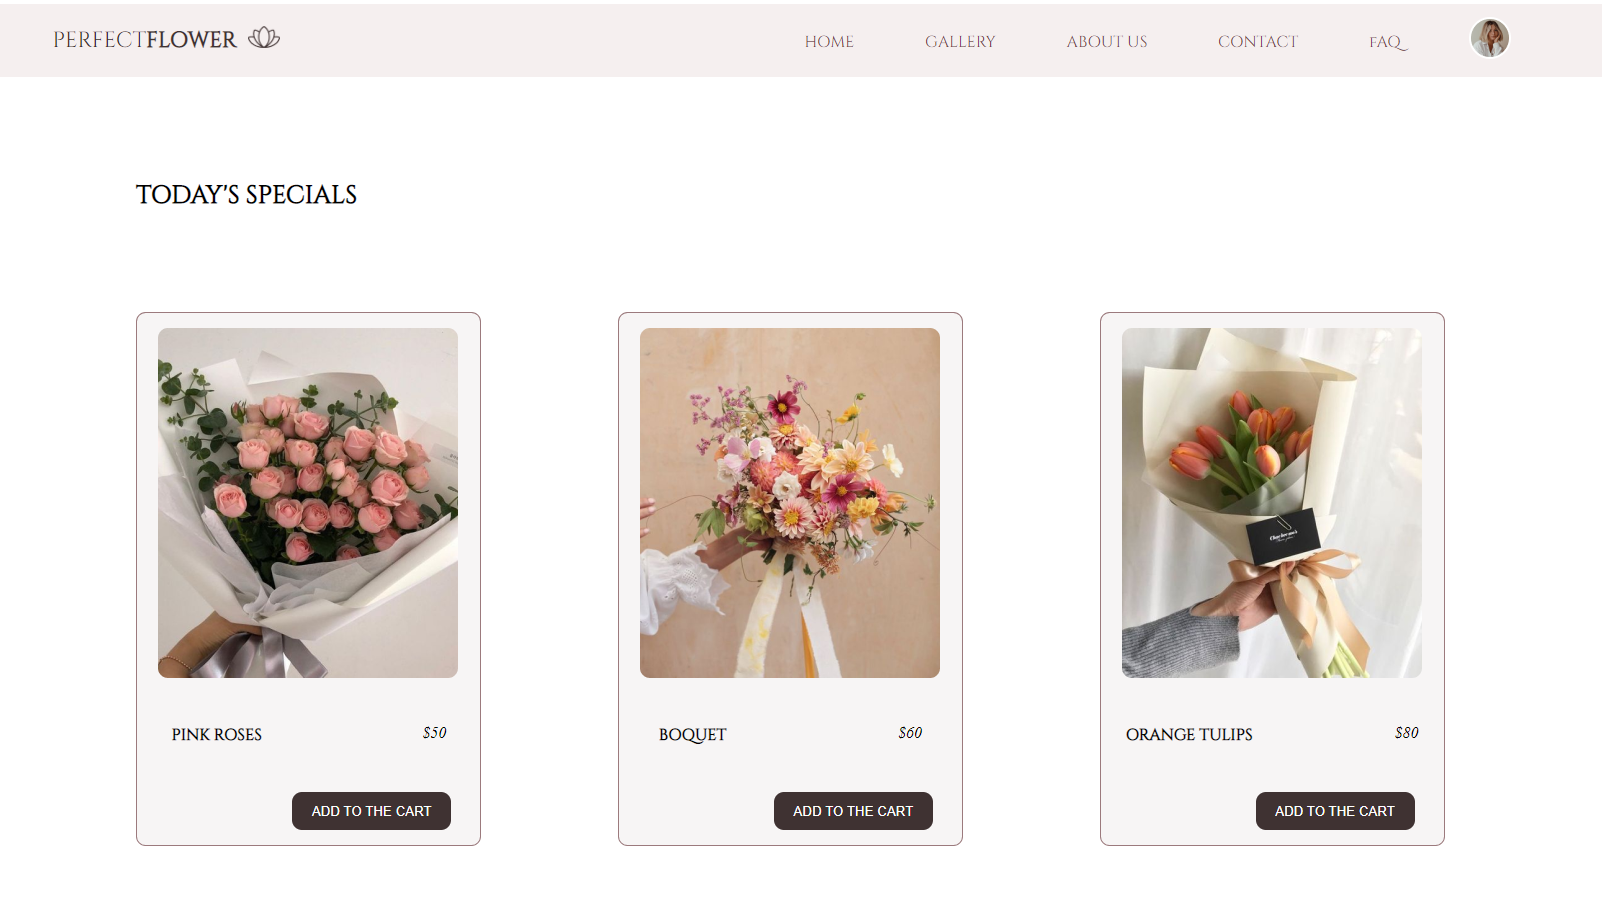 PERFECTFLOWER
HOME GALLERY ABOUT US CONTACT FAQ
TODAY'S SPECIALS
PINK ROSES $50
BOQUET $60
ORANGE TULIPS $80
ADD TO THE CART
ADD TO THE CART
ADD TO THE CART